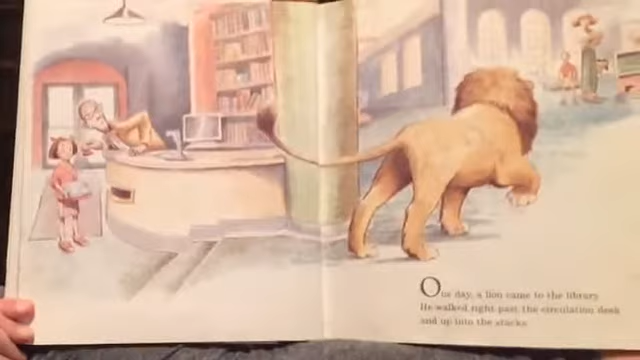 One day, a lion came to the library.
He walked right past the circulation desk
and up into the stacks.